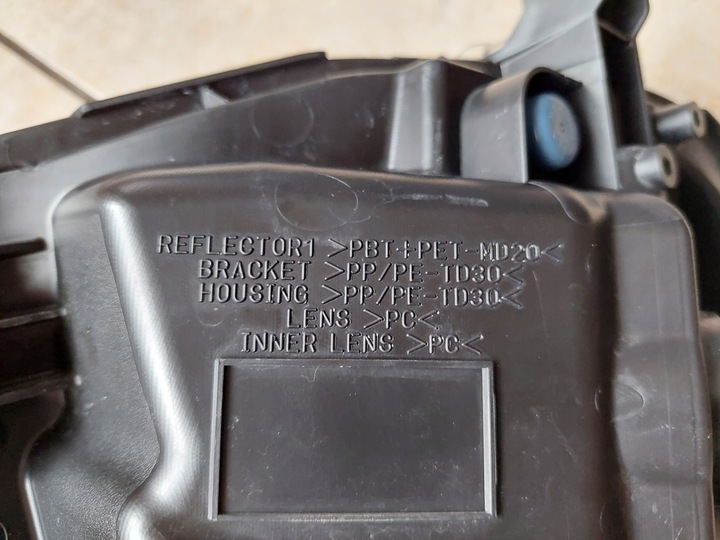 REFLECTOR1 >PBT+PET-MD20<
BRACKET >PP/PE-TD30<
HOUSING >PP/PE-TD30<
LENS >PC<
INNER LENS >PC<